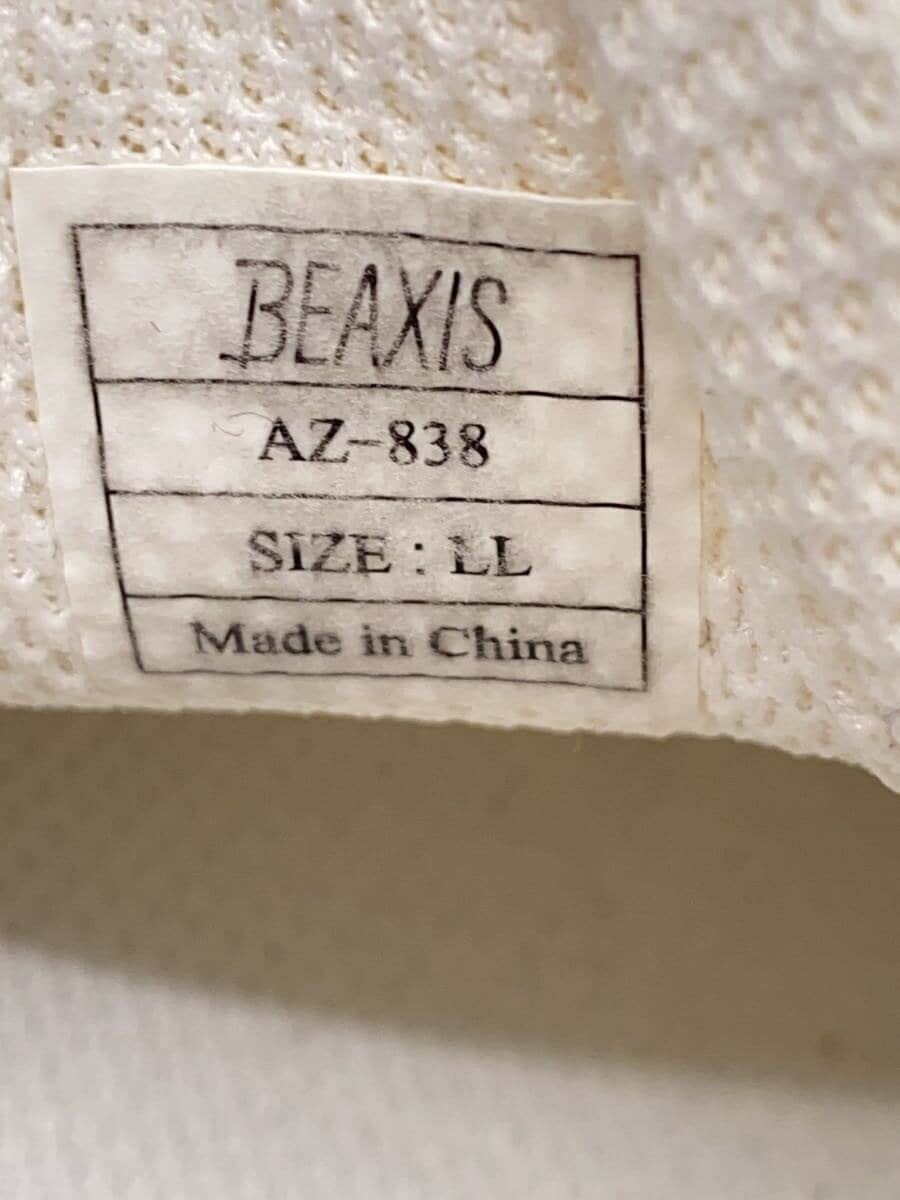 BEAXIS
AZ-838
SIZE : LL
Made in China